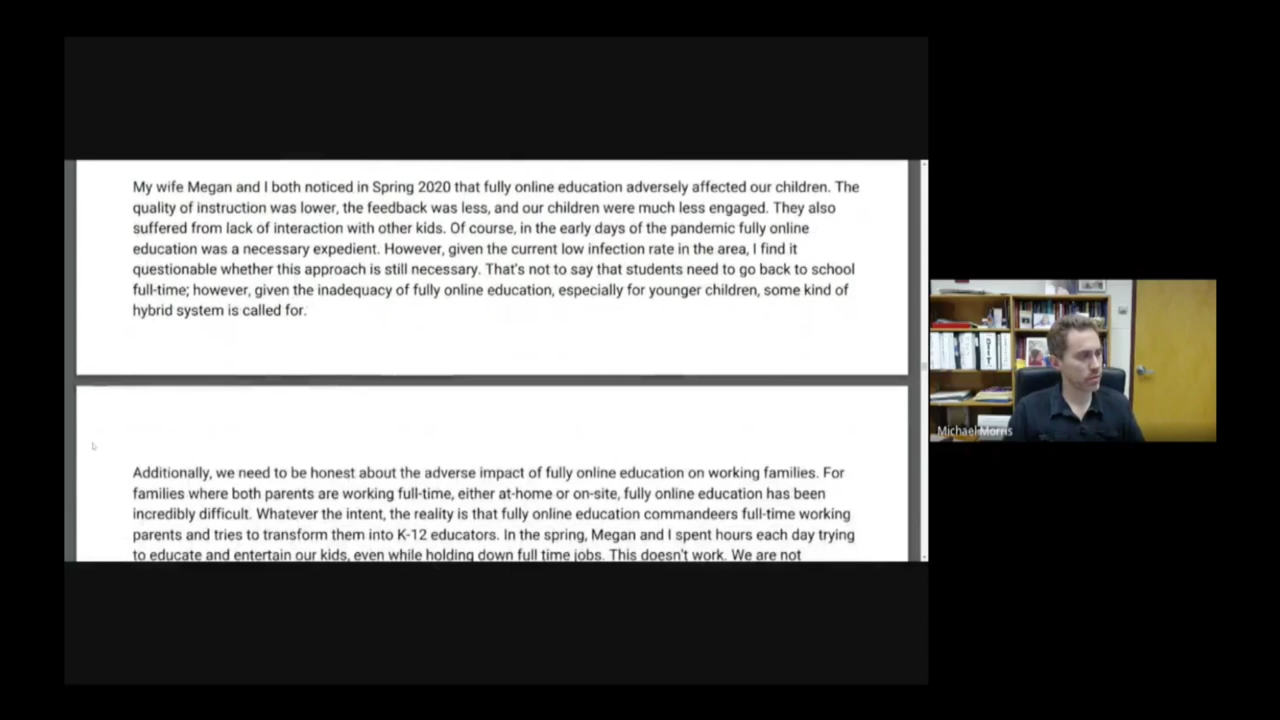 My wife Megan and I both noticed in Spring 2020 that fully online education adversely affected our children. The
quality of instruction was lower, the feedback was less, and our children were much less engaged. They also
suffered from lack of interaction with other kids. Of course, in the early days of the pandemic fully online
education was a necessary expedient. However, given the current low infection rate in the area, I find it
questionable whether this approach is still necessary. That's not to say that students need to go back to school
full-time; however, given the inadequacy of fully online education, especially for younger children, some kind of
hybrid system is called for.
Additionally, we need to be honest about the adverse impact of fully online education on working families. For
families where both parents are working full-time, either at-home or on-site, fully online education has been
incredibly difficult. Whatever the intent, the reality is that fully online education commandeers full-time working
parents and tries to transform them into K-12 educators. In the spring, Megan and I spent hours each day trying
to educate and entertain our kids, even while holding down full time jobs. This doesn't work. We are not
Michael Morris